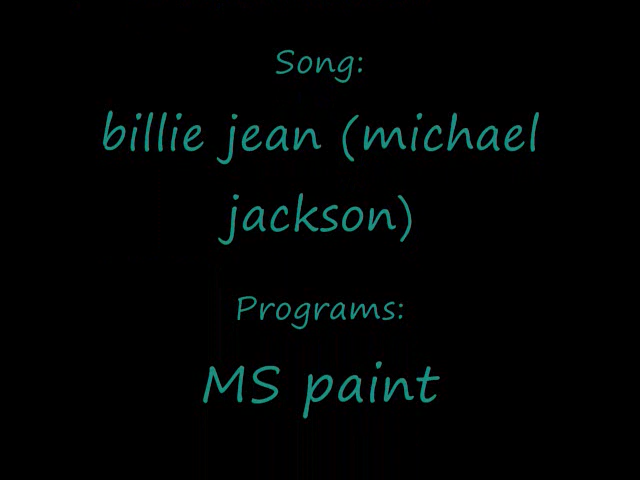 Song:
billie jean (michael
jackson)
Programs:
MS paint